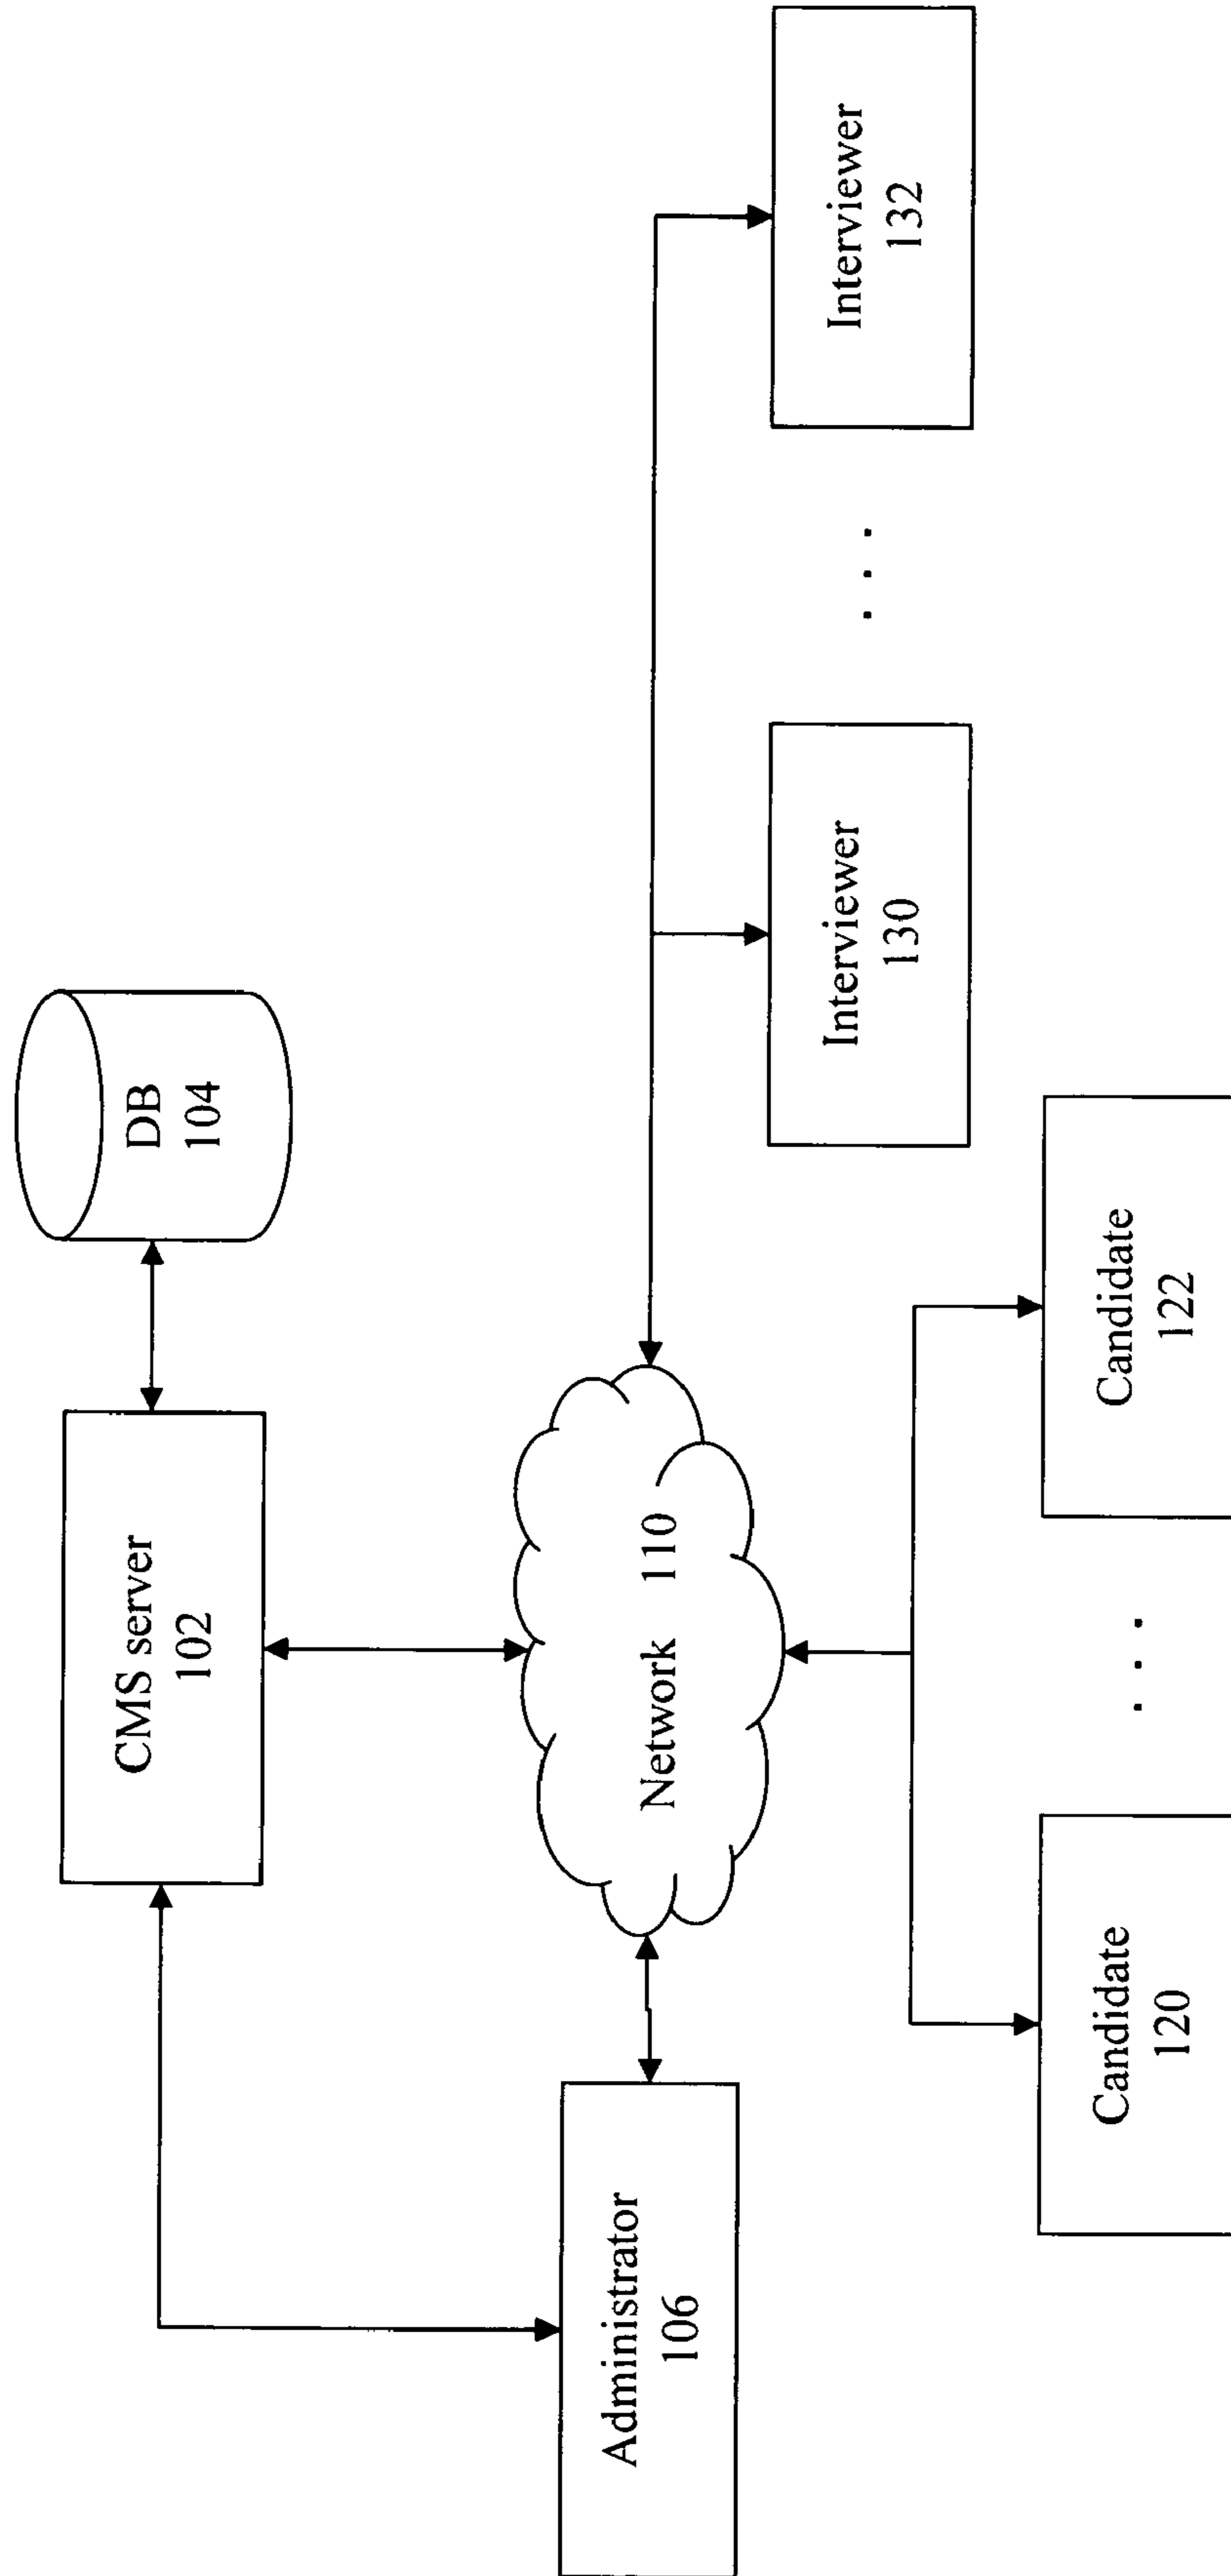 CMS server
102
DB
104
Administrator
106
Network 110
Interviewer
130
. . .
Interviewer
132
Candidate
120
. . .
Candidate
122